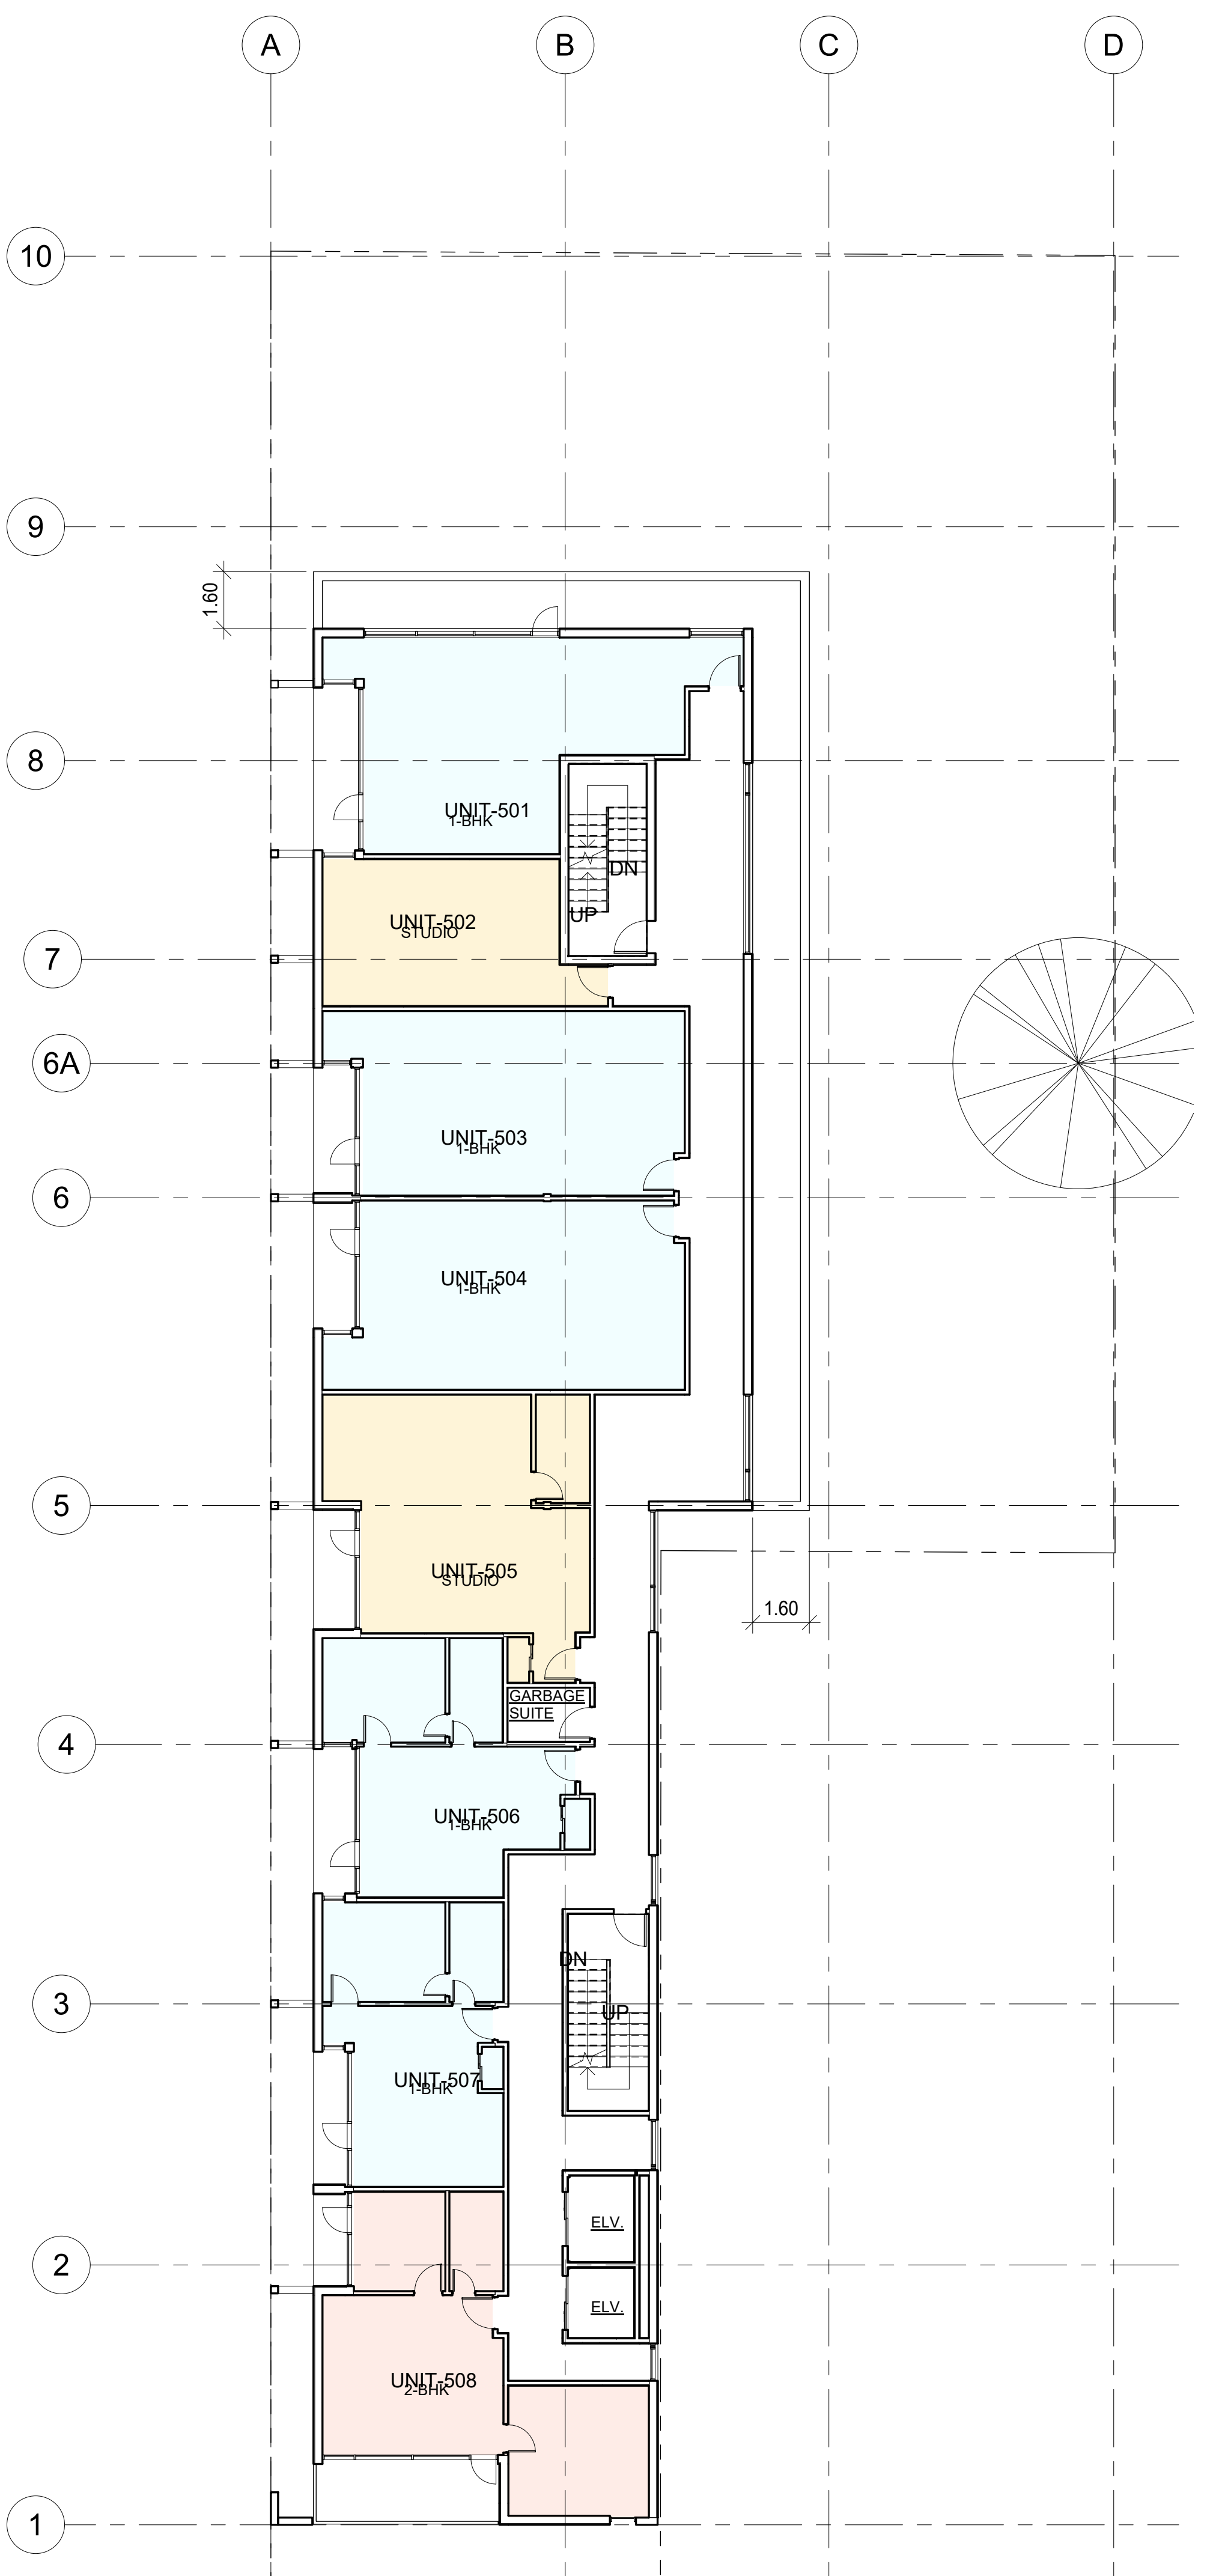 A
B
C
D
10
9
1.60
8
UNIT-501
1-BHK
DN
UP
UNIT-502
STUDIO
7
6A
UNIT-503
1-BHK
6
UNIT-504
1-BHK
5
UNIT-505
STUDIO
1.60
GARBAGE
SUITE
4
UNIT-506
1-BHK
DN
3
UP
UNIT-507
1-BHK
ELV.
2
ELV.
UNIT-508
2-BHK
1